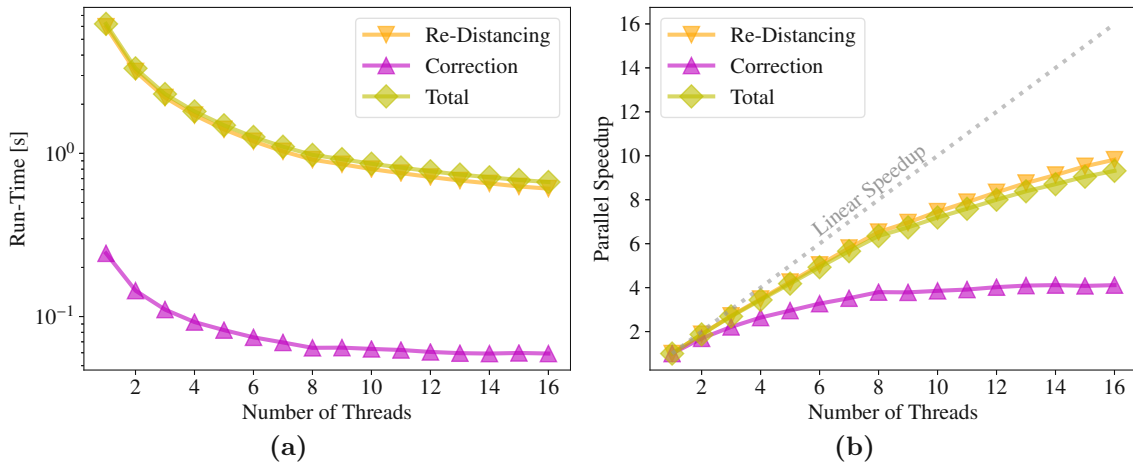 Run-Time [s]
10⁰
10⁻¹
Re-Distancing
Correction
Total
2 4 6 8 10 12 14 16
Number of Threads
(a)
Parallel Speedup
16
14
12
10
8
6
4
2
Re-Distancing
Correction
Total
Linear Speedup
2 4 6 8 10 12 14 16
Number of Threads
(b)